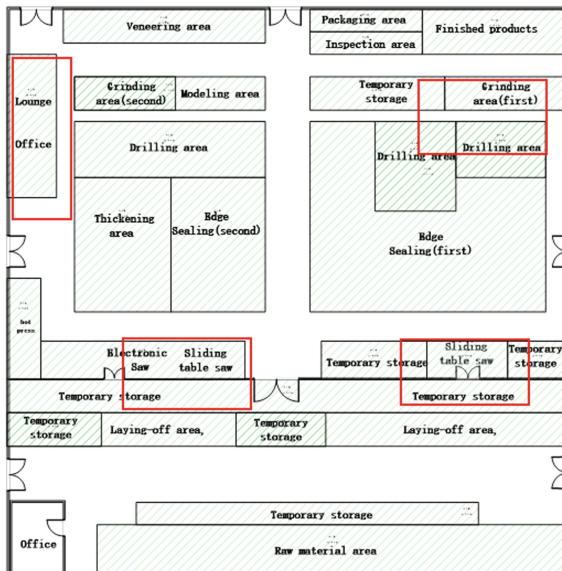 Veneering area
Packaging area
Inspection area
Finished products
Lounge
Office
Grinding
area(second)
Modeling area
Temporary
storage
Grinding
area(first)
Drilling area
Drilling area
Drilling area
Thickening
area
Edge
Sealing(second)
Edge
Sealing(first)
hot
press
Electronic
Saw
Sliding
table saw
Temporary storage
Sliding
table saw
Temporary
storage
Temporary storage
Temporary storage
Temporary
storage
Laying-off area,
Temporary
storage
Laying-off area,
Office
Temporary storage
Raw material area